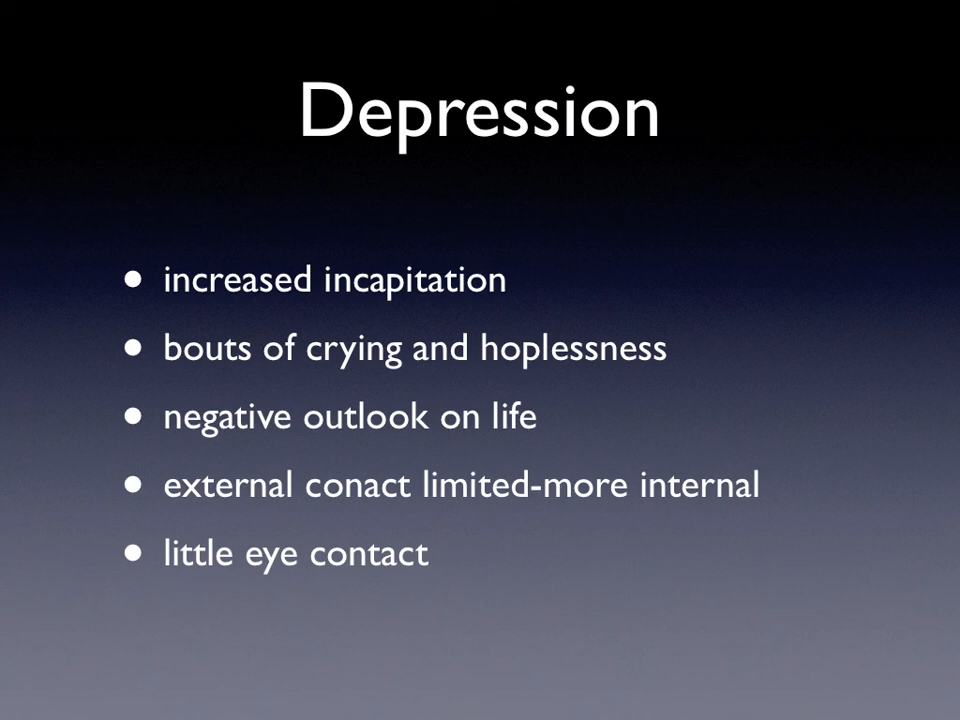 Depression
• increased incapitation
• bouts of crying and hoplessness
• negative outlook on life
• external conact limited-more internal
• little eye contact